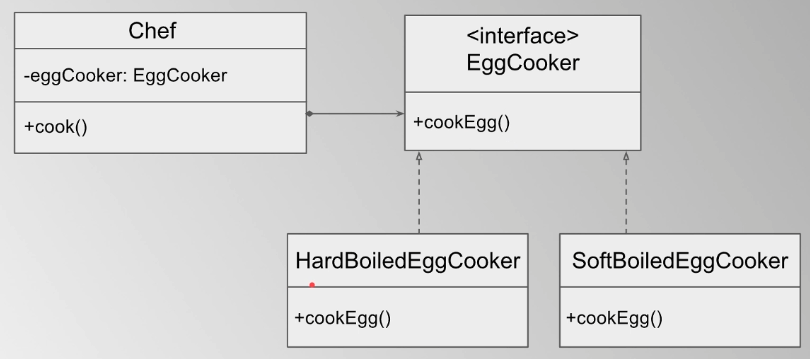 Chef
-eggCooker: EggCooker
+cook()
<interface>
EggCooker
+cookEgg()
HardBoiledEggCooker
+cookEgg()
SoftBoiledEggCooker
+cookEgg()